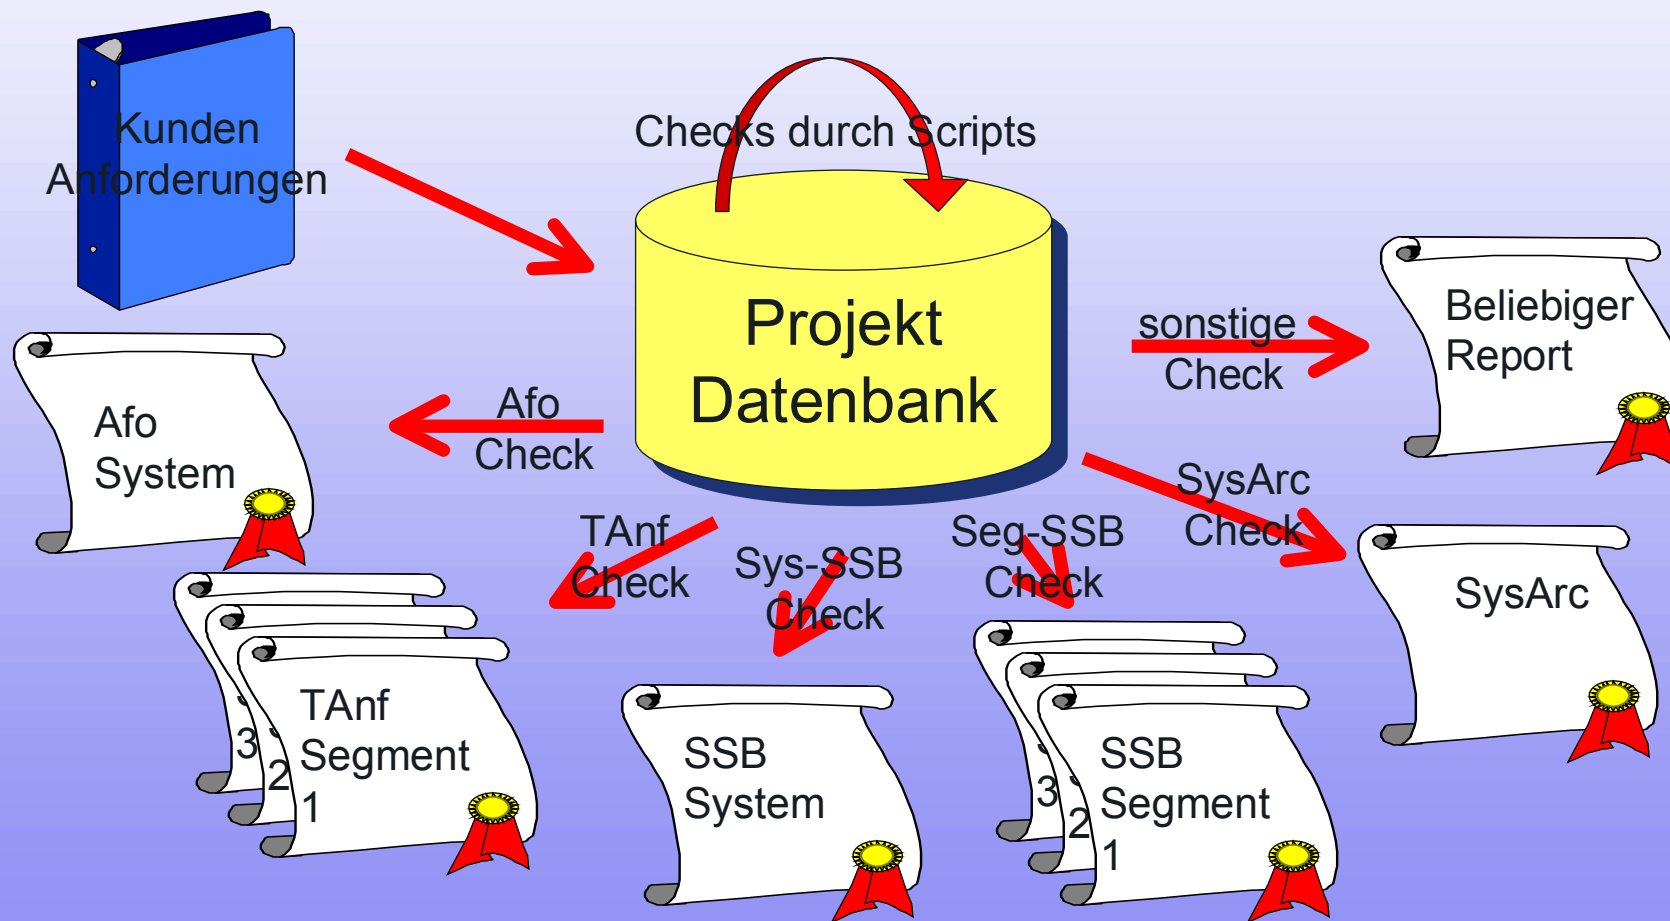 Kunden
Anforderungen
Checks durch Scripts
Projekt
Datenbank
sonstige
Check
Beliebiger
Report
Afo
Check
Afo
System
SysArc
Check
TAnf
Check
Sys-SSB
Check
Seg-SSB
Check
SysArc
3
2
TAnf
Segment
1
SSB
System
3
2
SSB
Segment
1